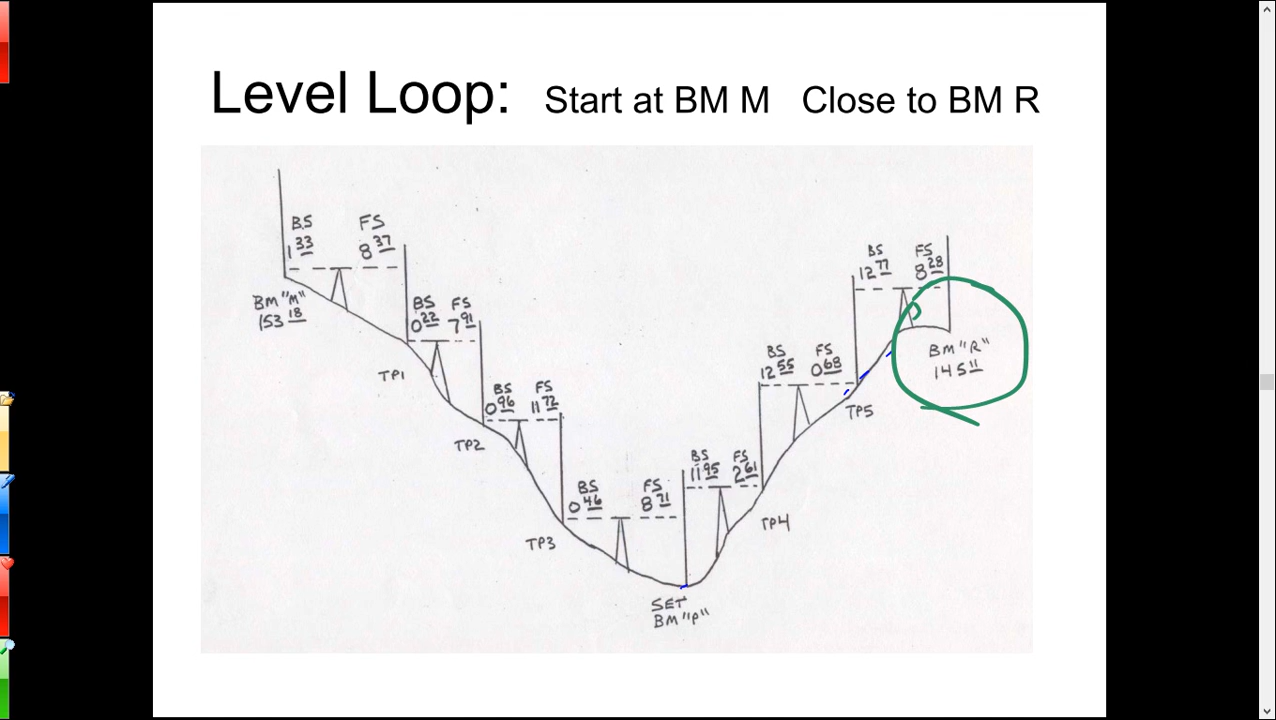 Level Loop: Start at BM M Close to BM R
BS FS
1 33 8 37
BM "M"
153 18
BS FS
0 22 7 91
TP1
BS FS
0 96 11 72
TP2
BS FS
0 46 8 71
TP3
SET
BM "P"
BS FS
11 95 2 61
TP4
BS FS
12 55 0 68
TP5
BS FS
12 77 8 28
BM "R"
145 11